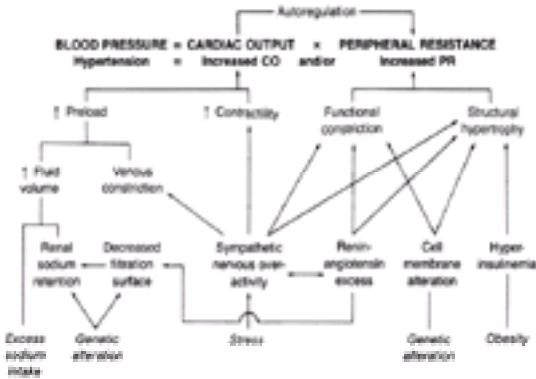 Autoregulation
BLOOD PRESSURE = CARDIAC OUTPUT × PERIPHERAL RESISTANCE
Hypertension = Increased CO and/or Increased PR
↑ Preload
↑ Contractility
Functional
constriction
Structural
hypertrophy
↑ Fluid
volume
Venous
constriction
Renal
sodium
retention
Decreased
filtration
surface
Sympathetic
nervous over-
activity
Renin-
angiotensin
excess
Cell
membrane
alteration
Hyper-
insulinemia
Excess
sodium
intake
Genetic
alteration
Stress
Genetic
alteration
Obesity